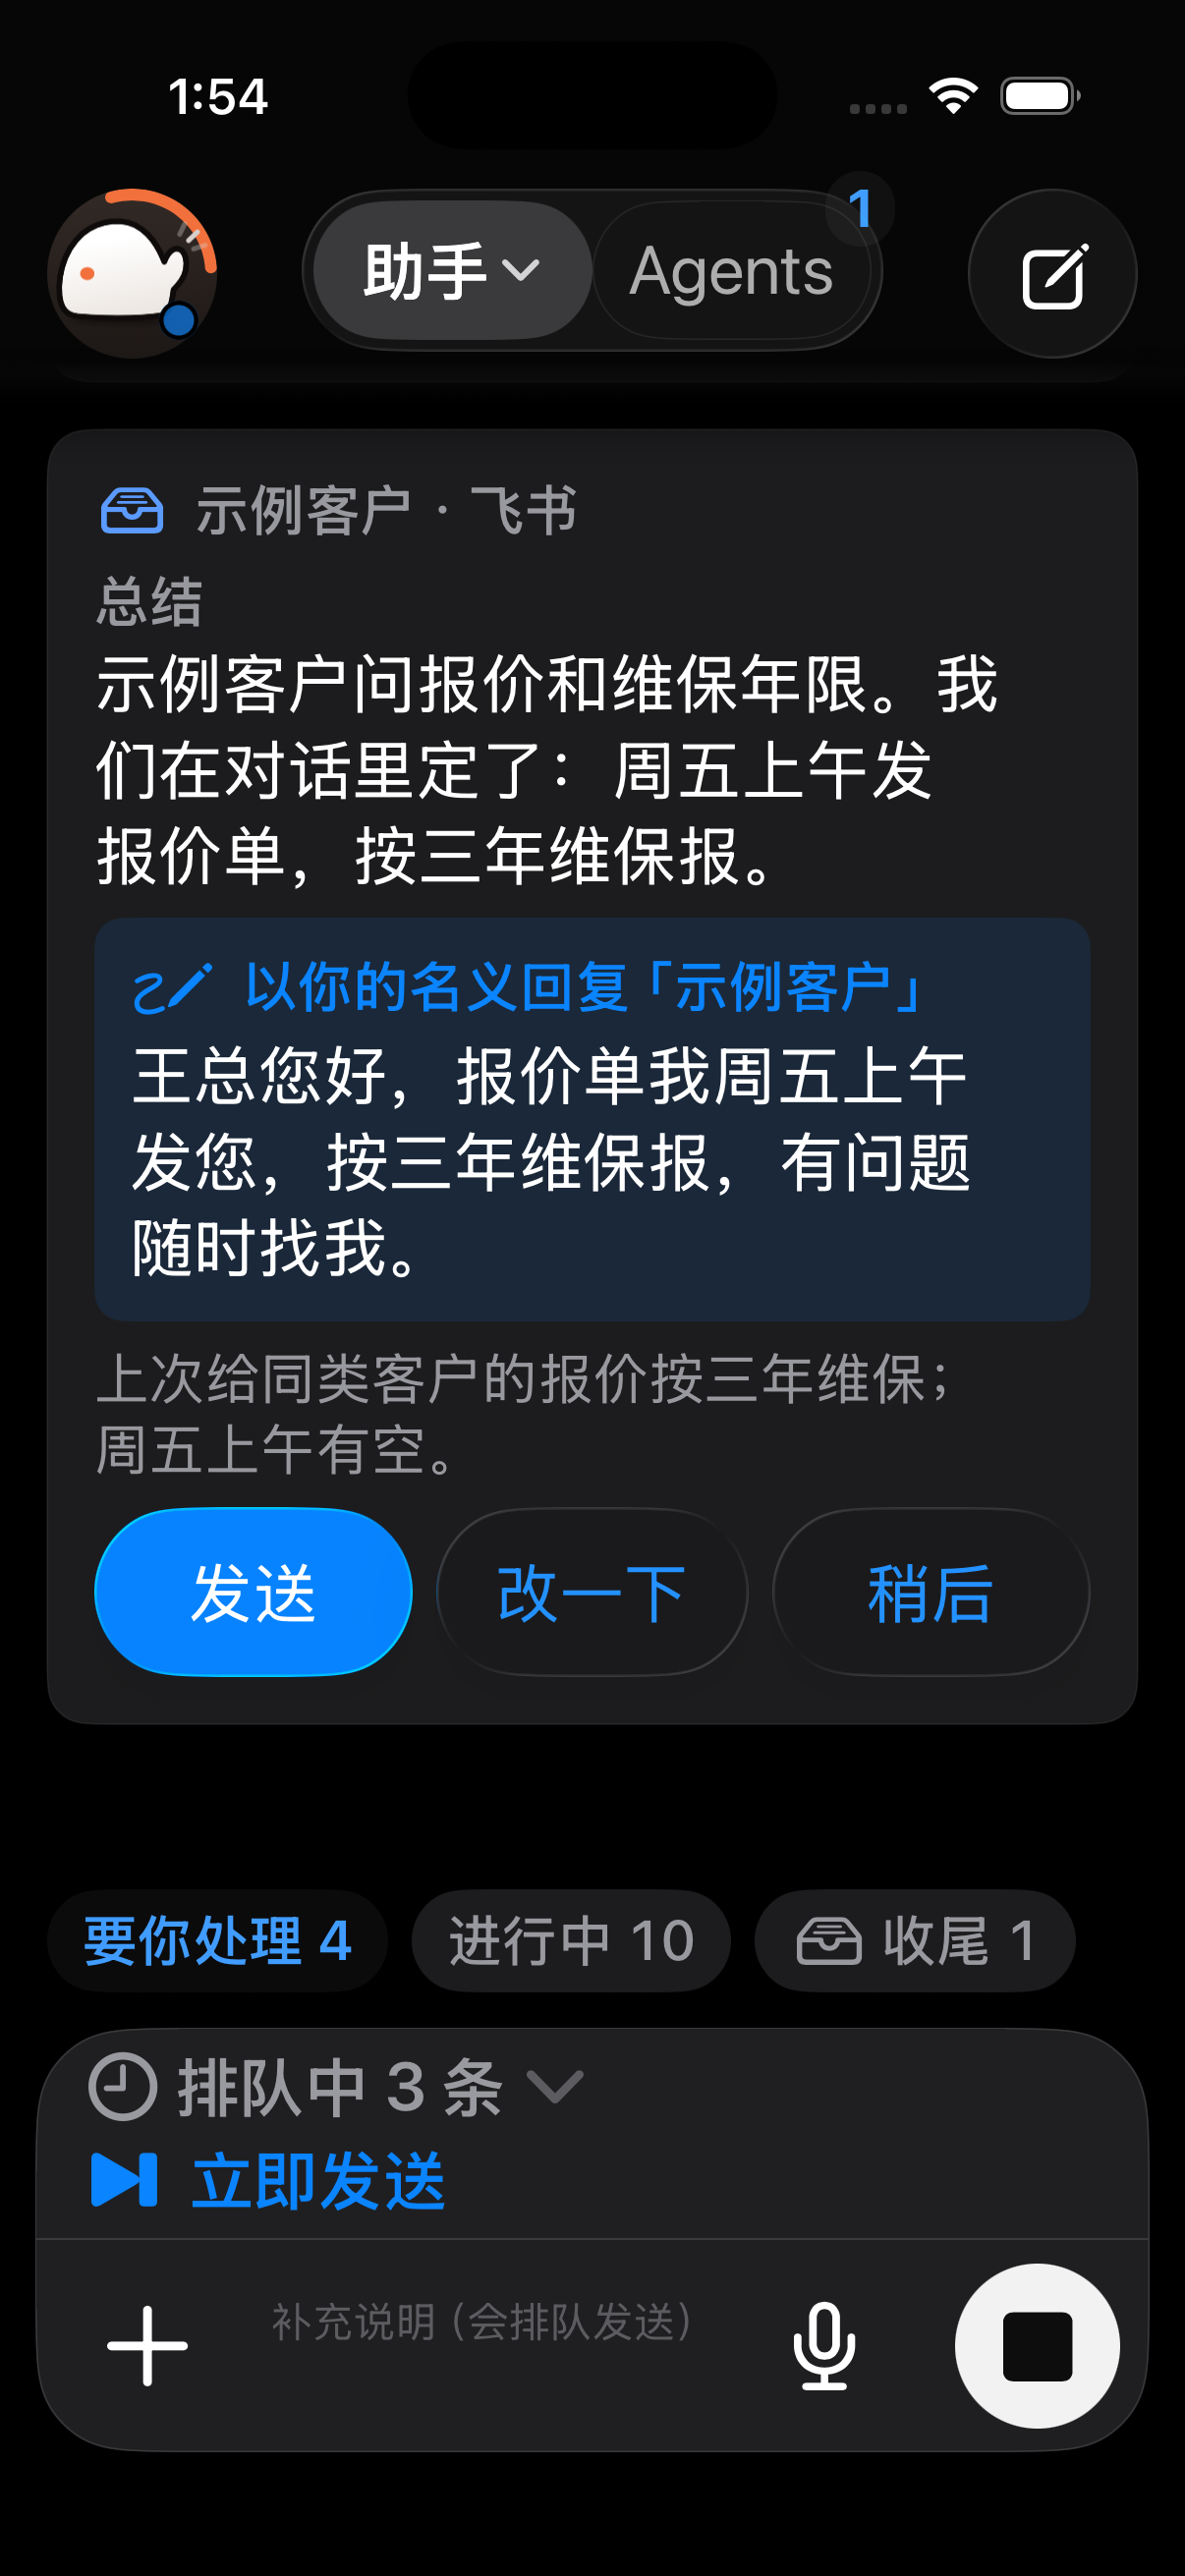 1:54
助手
Agents
1
示例客户 · 飞书
总结
示例客户问报价和维保年限。我
们在对话里定了：周五上午发
报价单，按三年维保报。
以你的名义回复「示例客户」
王总您好，报价单我周五上午
发您，按三年维保报，有问题
随时找我。
上次给同类客户的报价按三年维保；
周五上午有空。
发送
改一下
稍后
要你处理 4
进行中 10
收尾 1
排队中 3 条
立即发送
补充说明（会排队发送）